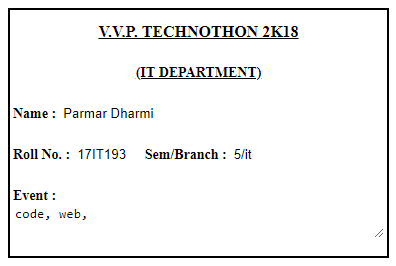 V.V.P. TECHNOTHON 2K18
(IT DEPARTMENT)
Name : Parmar Dharmi
Roll No. : 17IT193 Sem/Branch : 5/it
Event :
code, web,